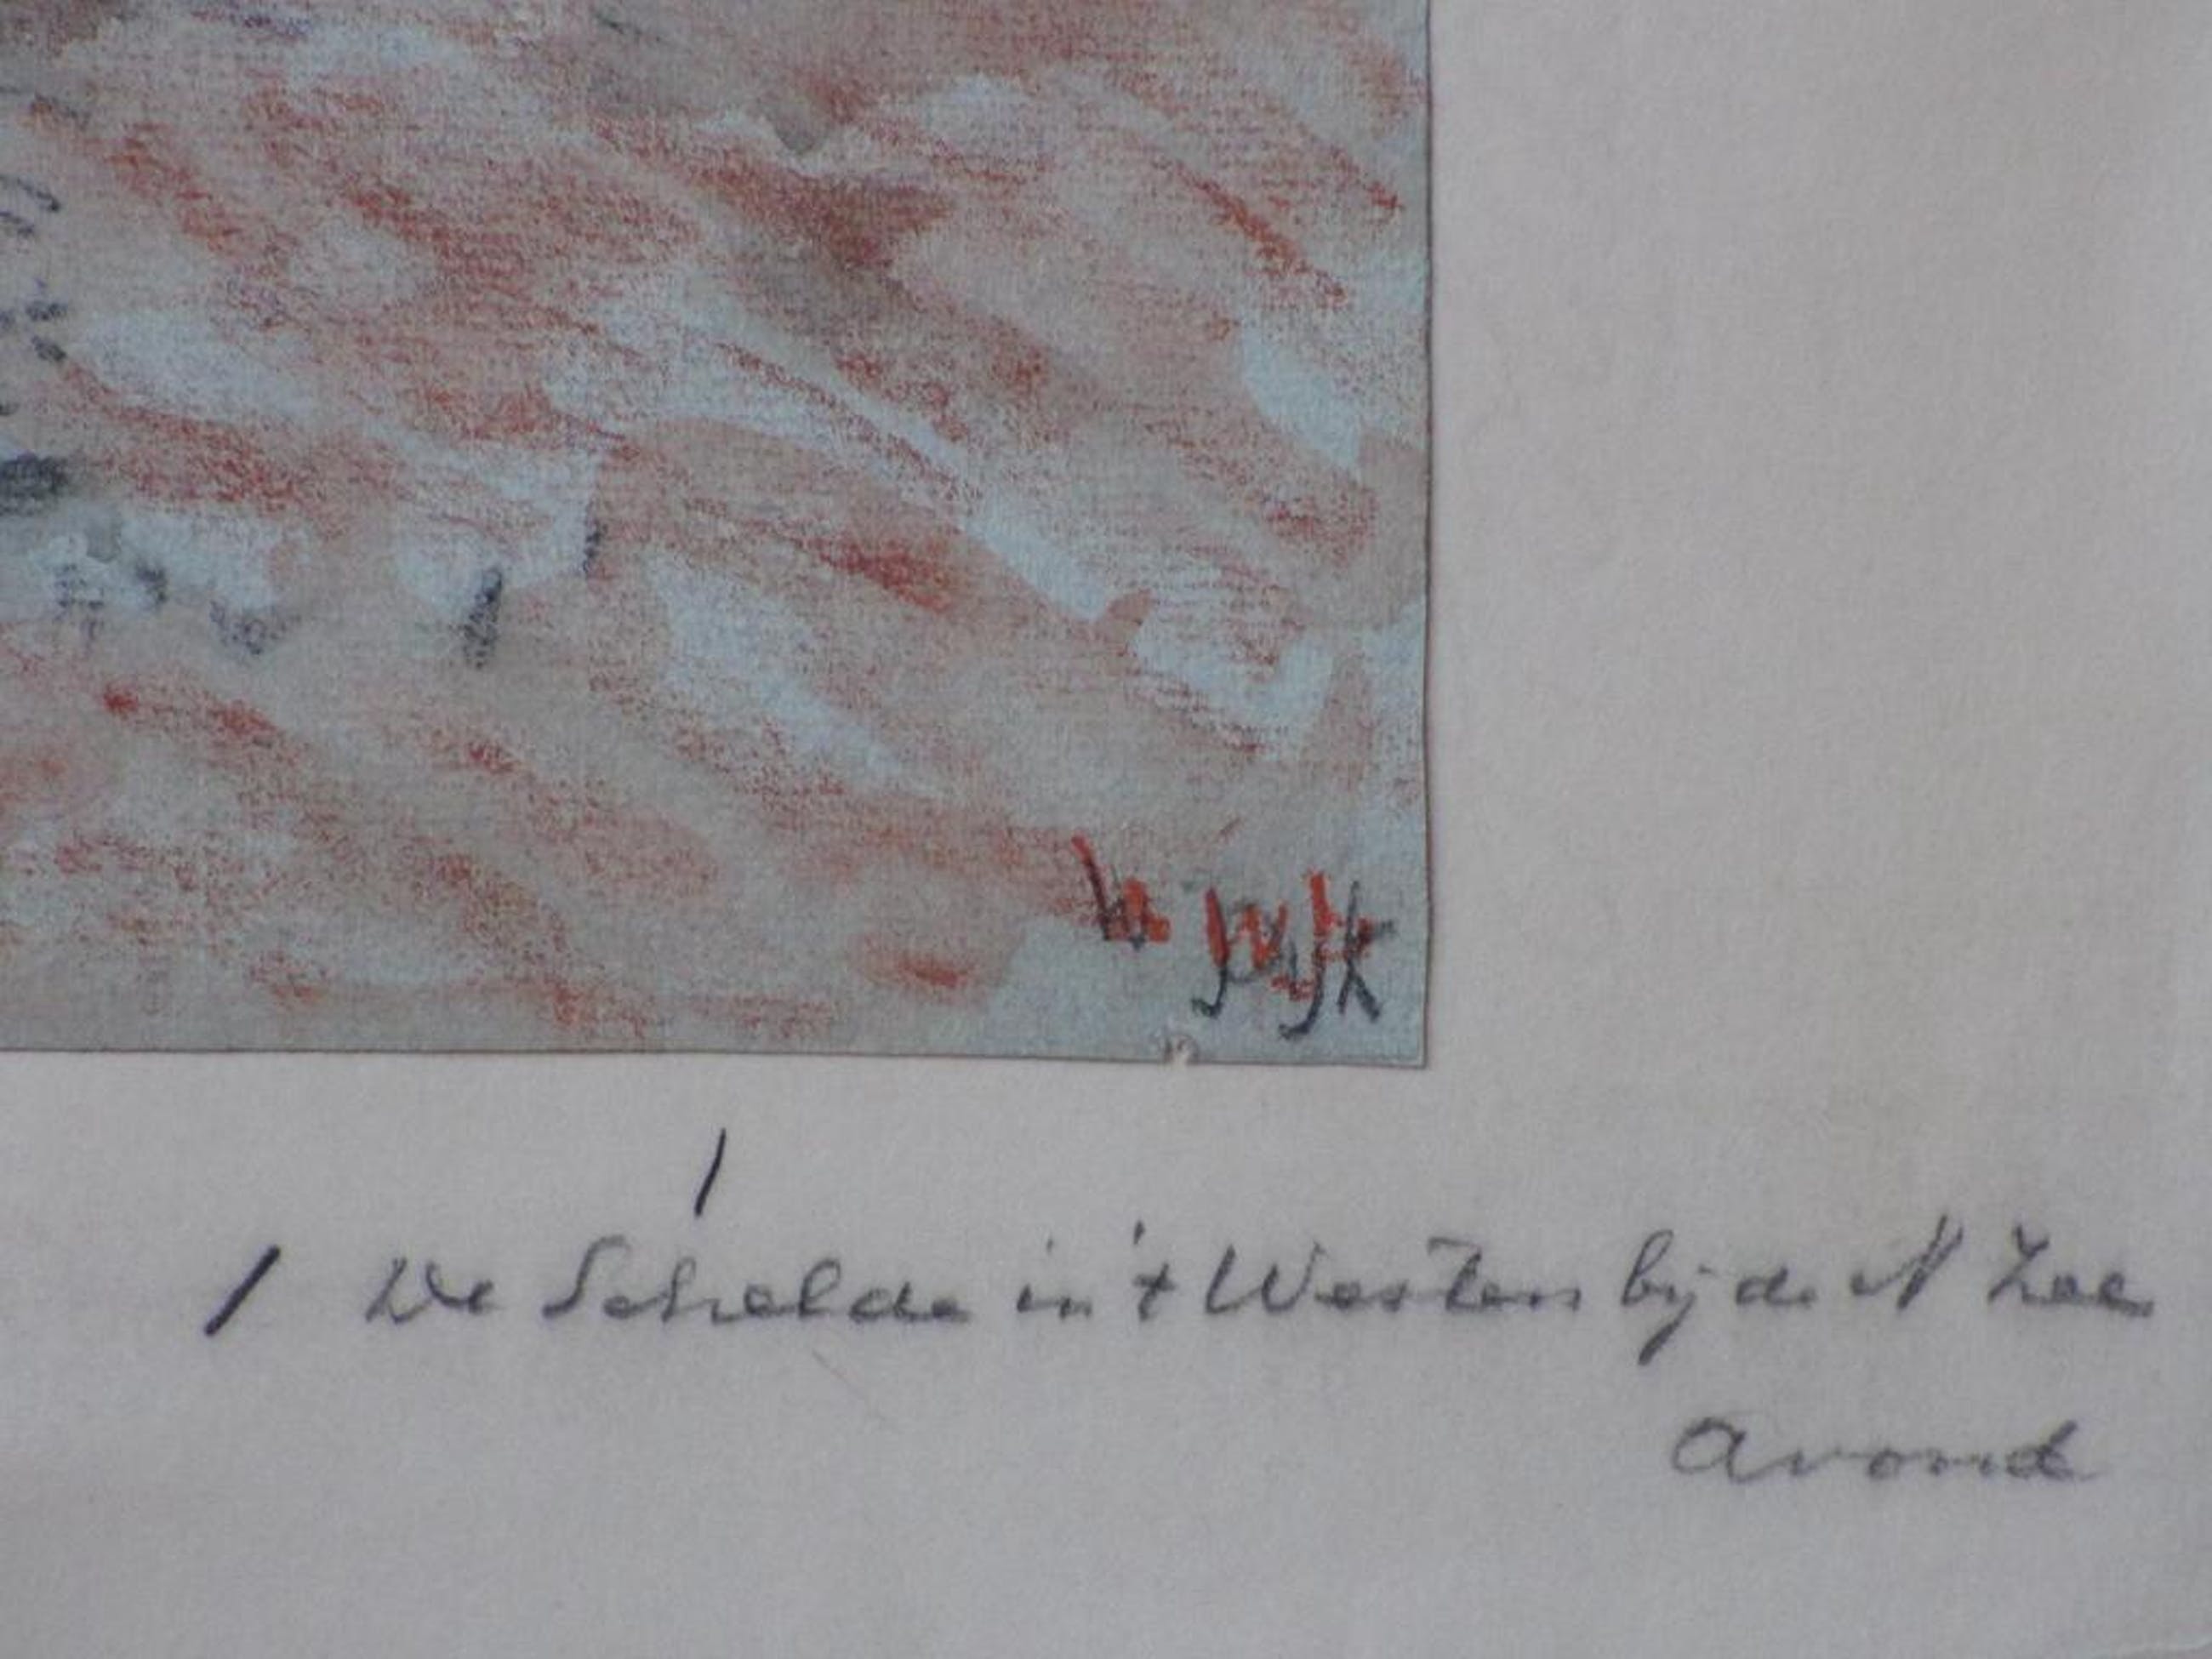 1 De Schelde in 't Westen bij de N Zee
Avond